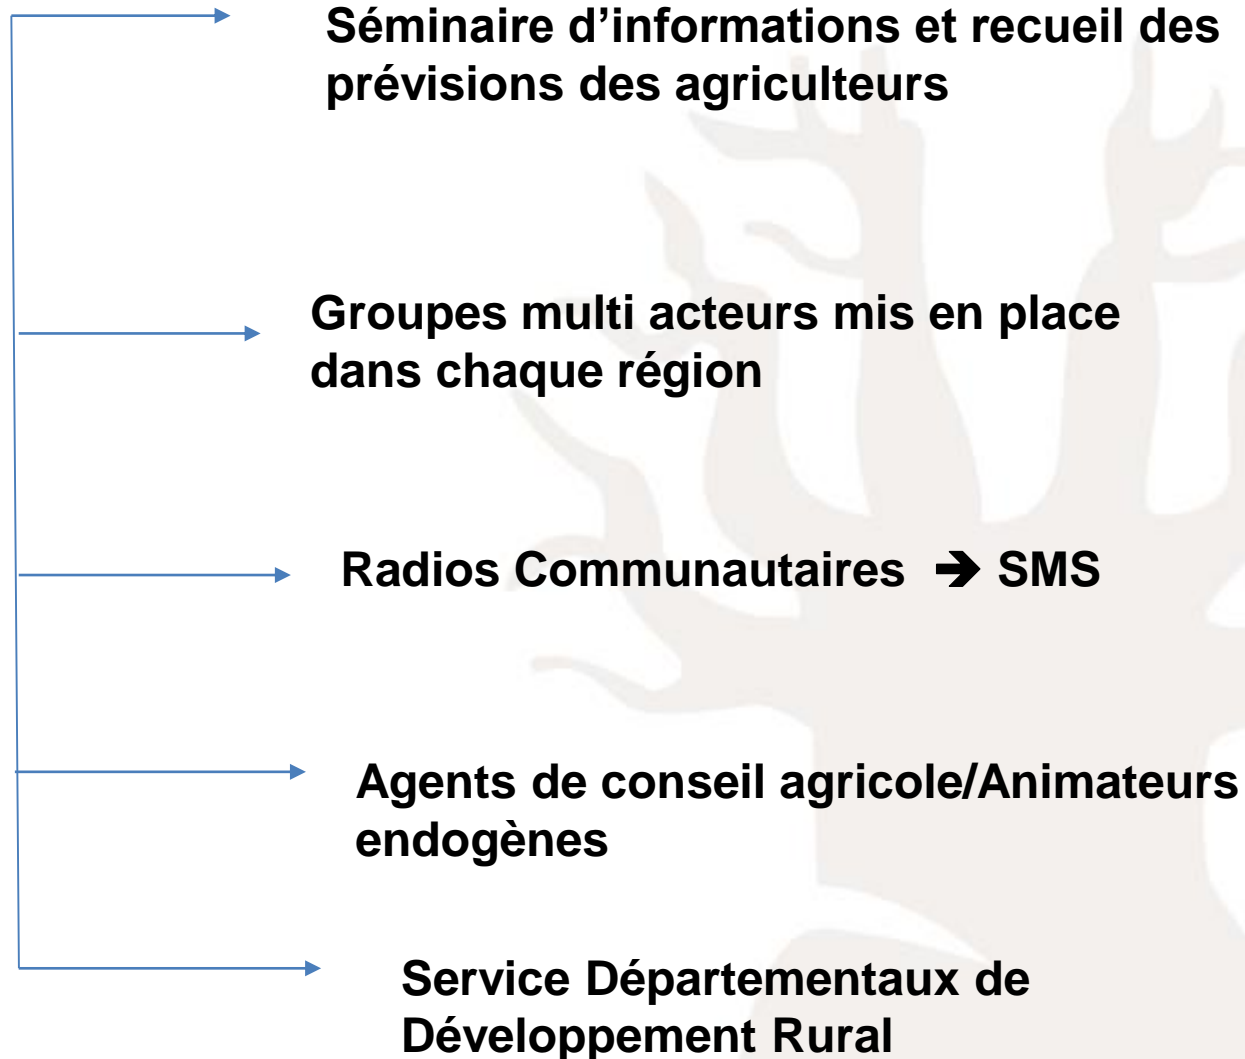 Séminaire d’informations et recueil des
prévisions des agriculteurs
Groupes multi acteurs mis en place
dans chaque région
Radios Communautaires ➔ SMS
Agents de conseil agricole/Animateurs
endogènes
Service Départementaux de
Développement Rural